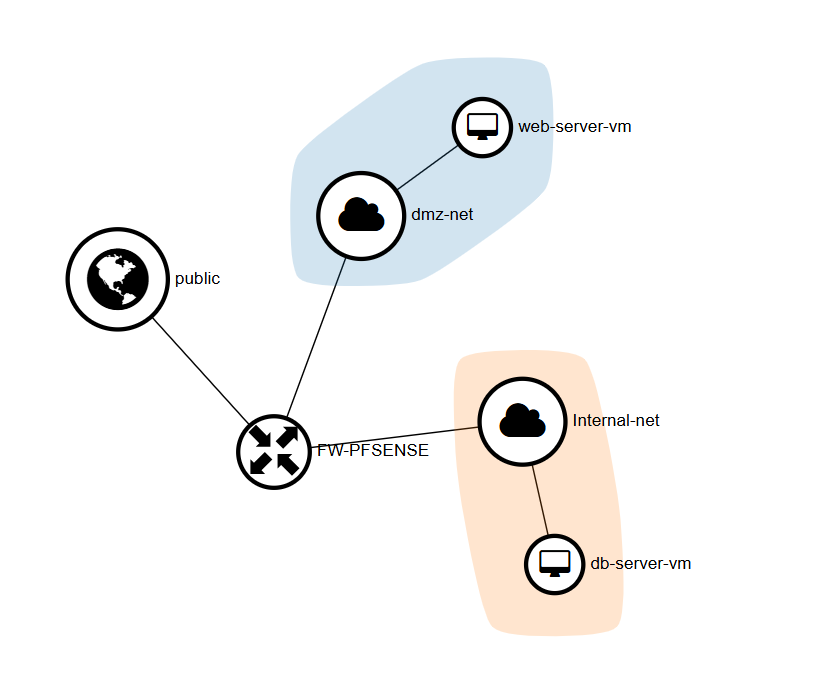 web-server-vm
dmz-net
public
Internal-net
FW-PFSENSE
db-server-vm